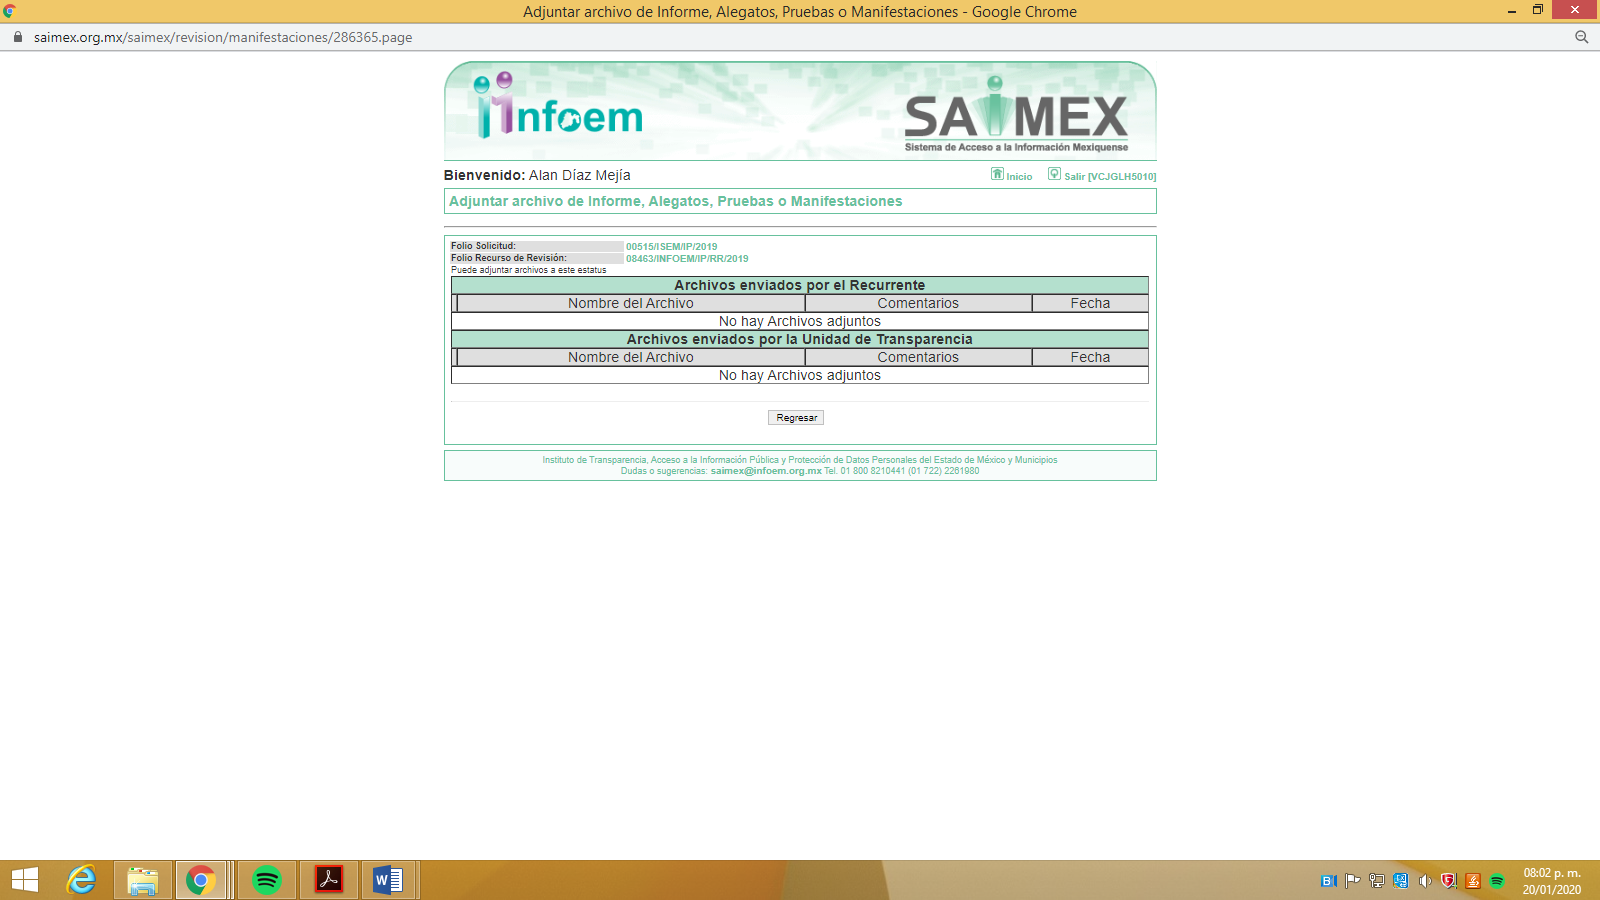 Adjuntar archivo de Informe, Alegatos, Pruebas o Manifestaciones - Google Chrome
saimex.org.mx/saimex/revision/manifestaciones/286365.page
infoem
SAIMEX
Sistema de Acceso a la Información Mexiquense
Bienvenido: Alan Díaz Mejía
Inicio Salir [VCJGLH5010]
Adjuntar archivo de Informe, Alegatos, Pruebas o Manifestaciones
Folio Solicitud: 00515/ISEM/IP/2019
Folio Recurso de Revisión: 08463/INFOEM/IP/RR/2019
Puede adjuntar archivos a este estatus
Archivos enviados por el Recurrente
Nombre del Archivo Comentarios Fecha
No hay Archivos adjuntos
Archivos enviados por la Unidad de Transparencia
Nombre del Archivo Comentarios Fecha
No hay Archivos adjuntos
Regresar
Instituto de Transparencia, Acceso a la Información Pública y Protección de Datos Personales del Estado de México y Municipios
Dudas o sugerencias: saimex@infoem.org.mx Tel. 01 800 8210441 (01 722) 2261980
08:02 p. m.
20/01/2020